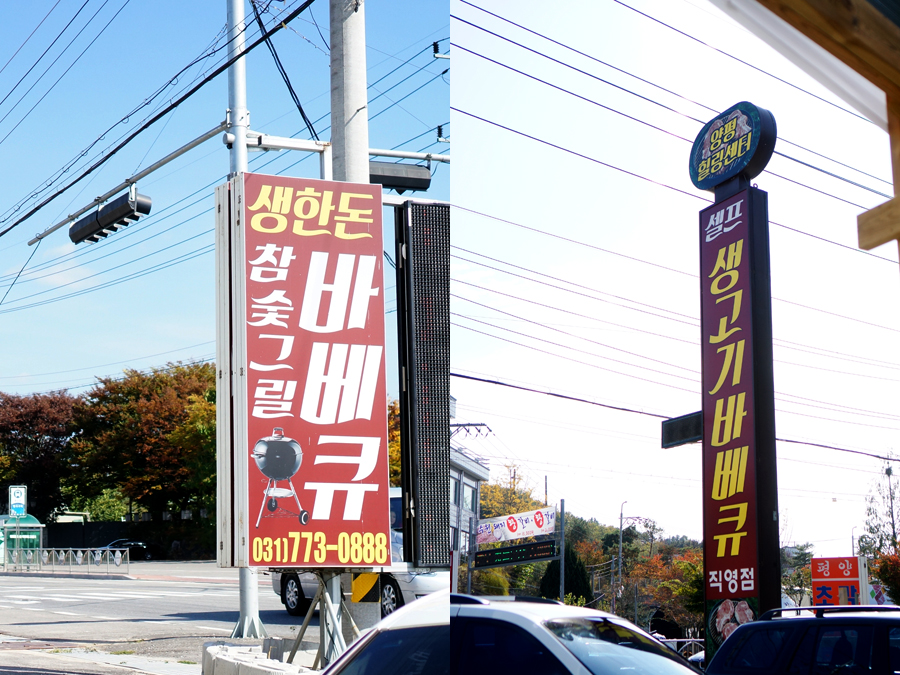 생한돈
참숯그릴
바베큐
031)773-0888
양평
힐링센터
셀프
생고기바베큐
직영점
평양